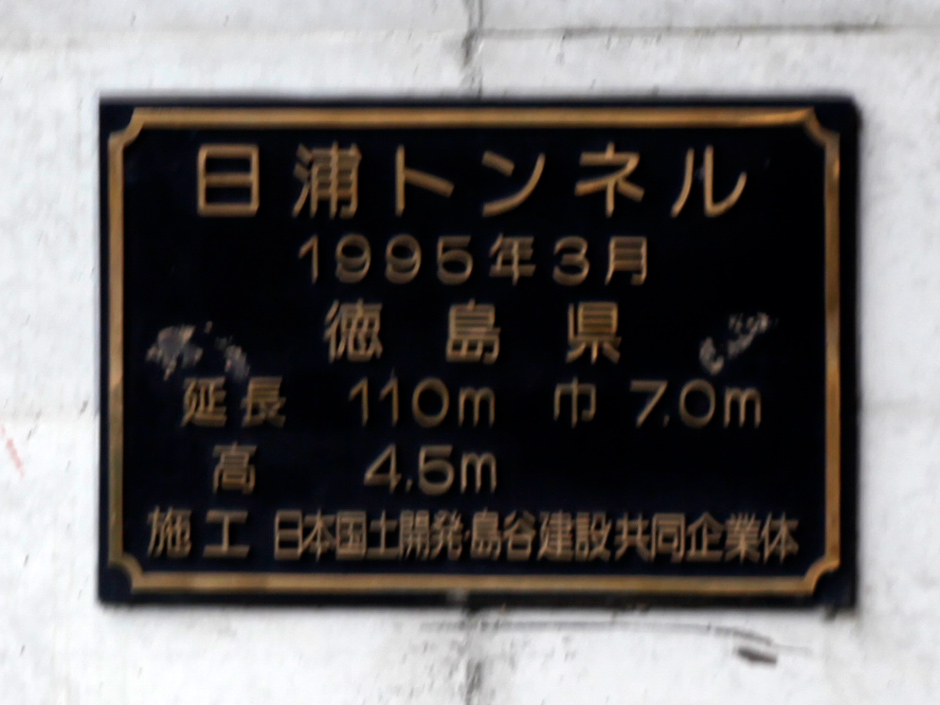 日浦トンネル
1995年3月
徳島県
延長 110m 巾 7.0m
高 4.5m
施工 日本国土開発・島谷建設共同企業体